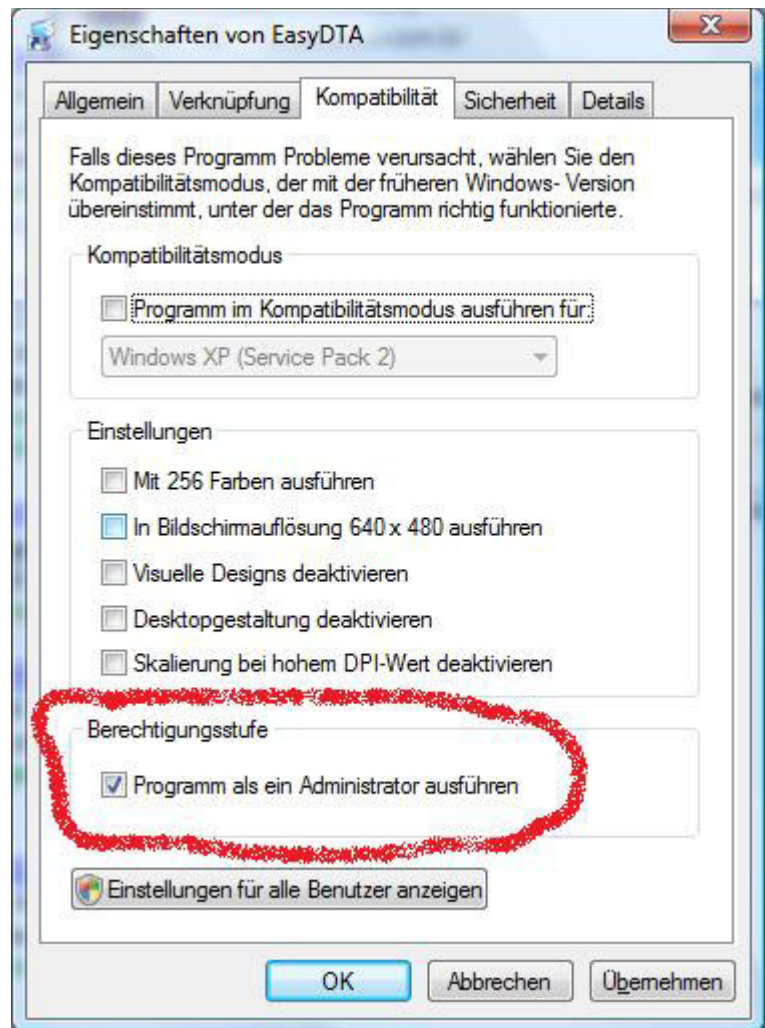 Eigenschaften von EasyDTA
Allgemein Verknüpfung Kompatibilität Sicherheit Details
Falls dieses Programm Probleme verursacht, wählen Sie den
Kompatibilitätsmodus, der mit der früheren Windows- Version
übereinstimmt, unter der das Programm richtig funktionierte.
Kompatibilitätsmodus
Programm im Kompatibilitätsmodus ausführen für:
Windows XP (Service Pack 2)
Einstellungen
Mit 256 Farben ausführen
In Bildschirmauflösung 640 x 480 ausführen
Visuelle Designs deaktivieren
Desktopgestaltung deaktivieren
Skalierung bei hohem DPI-Wert deaktivieren
Berechtigungsstufe
Programm als ein Administrator ausführen
Einstellungen für alle Benutzer anzeigen
OK Abbrechen Übernehmen